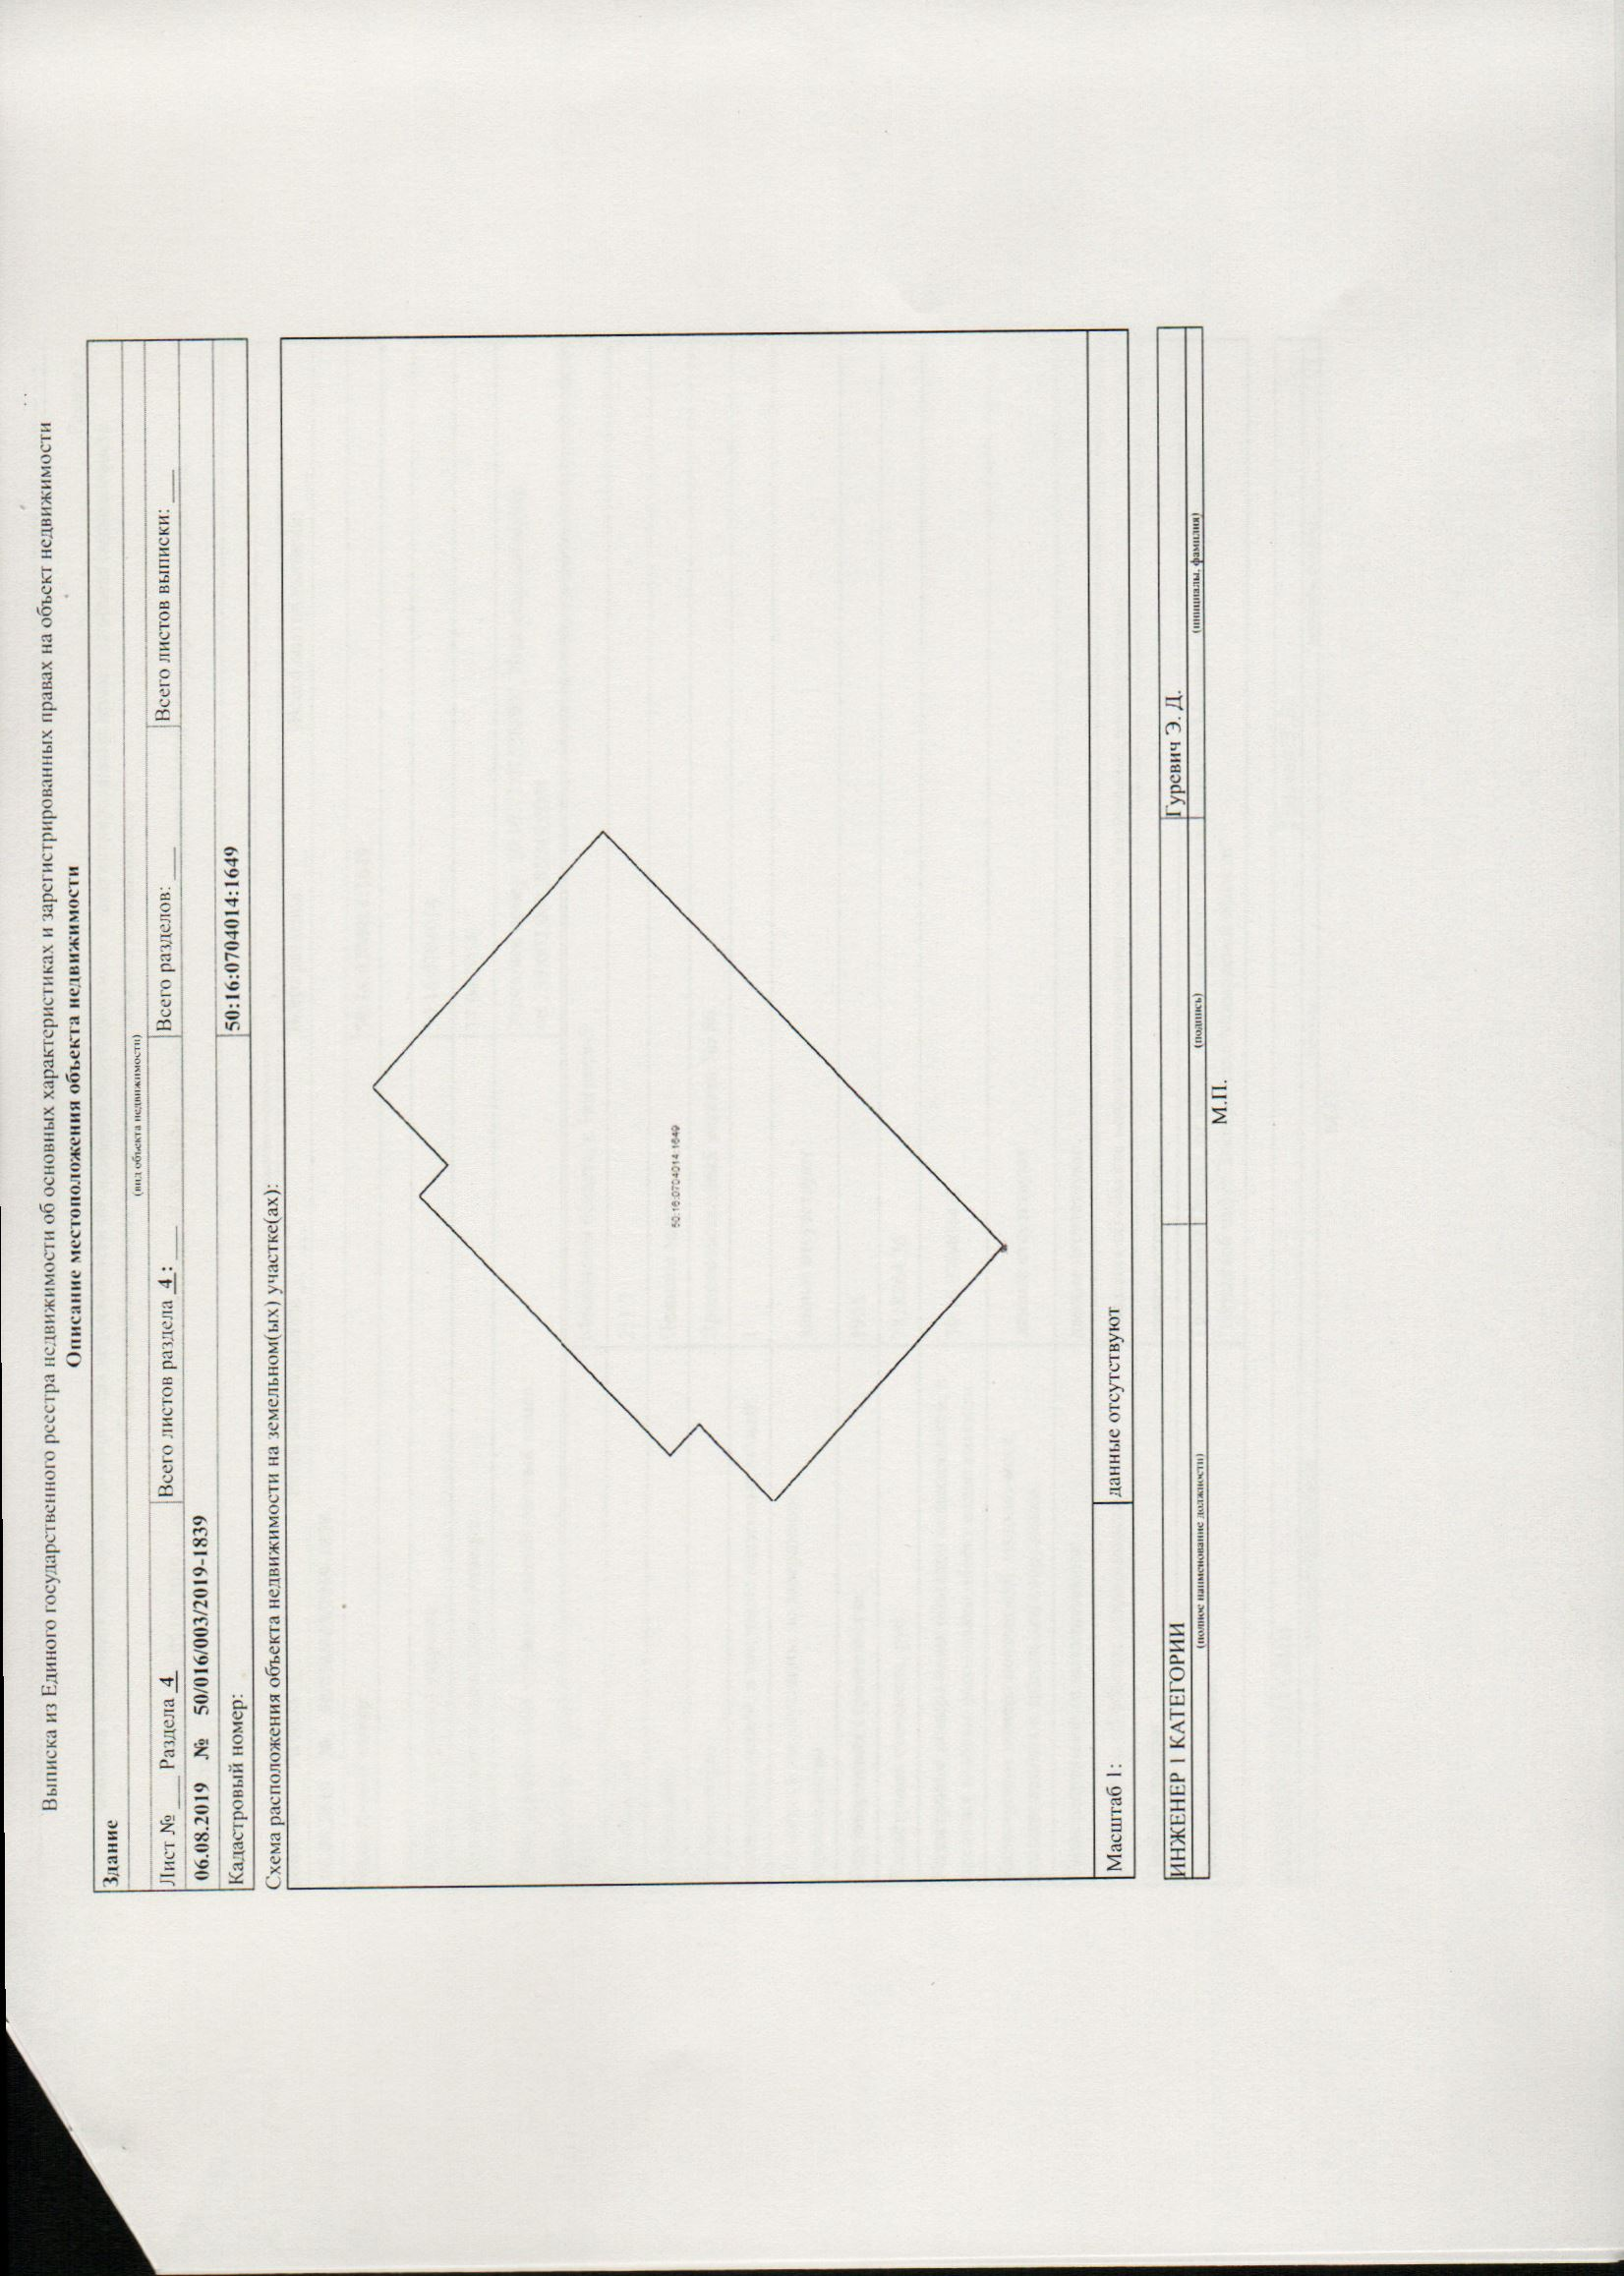 Выписка из Единого государственного реестра недвижимости об основных характеристиках и зарегистрированных правах на объект недвижимости
Описание местоположения объекта недвижимости
Здание
(вид объекта недвижимости)
Лист № ___ Раздела 4 Всего листов раздела 4 : ___ Всего разделов: ___ Всего листов выписки: ___
06.08.2019 № 50/016/003/2019-1839
Кадастровый номер: 50:16:0704014:1649
Схема расположения объекта недвижимости на земельном(ых) участке(ах):
50:16:0704014:1649
Масштаб 1: данные отсутствуют
ИНЖЕНЕР 1 КАТЕГОРИИ Гуревич Э. Д.
(полное наименование должности) (подпись) (инициалы, фамилия)
М.П.